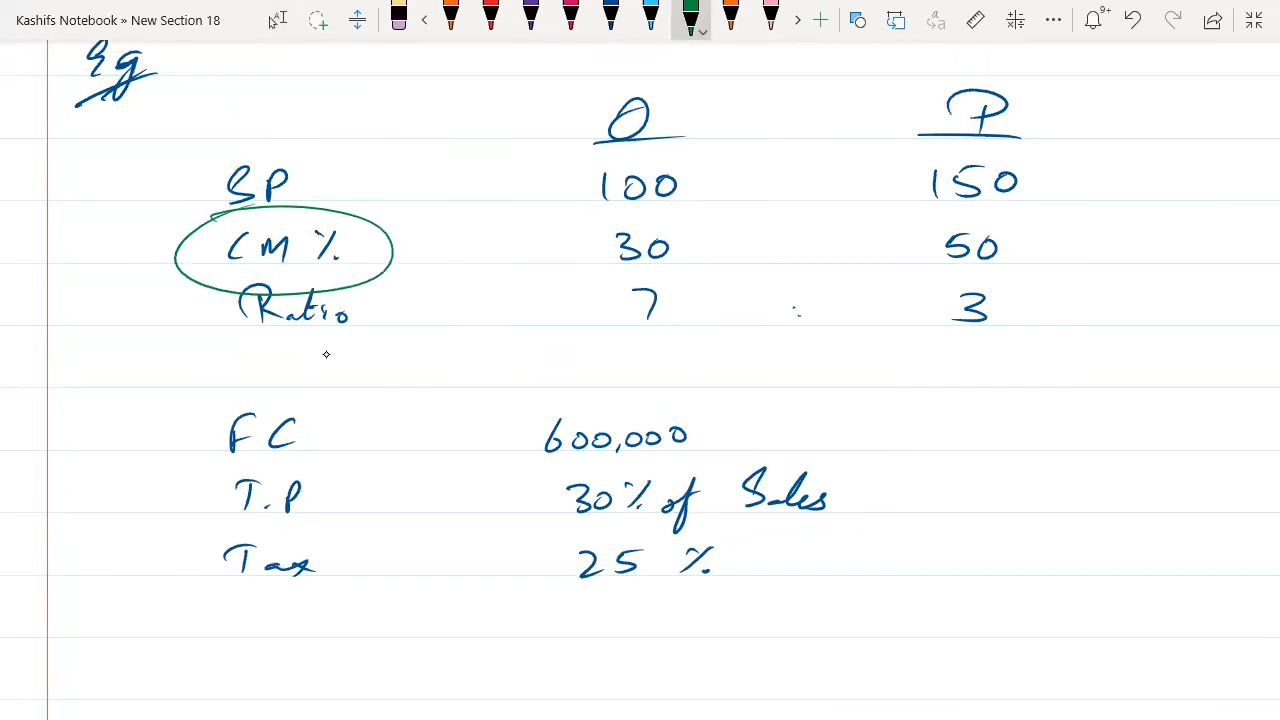 Kashifs Notebook » New Section 18
9+
Eg
O P
SP 100 150
CM % 30 50
Ratio 7 : 3
FC 600,000
T.P 30% of Sales
Tax 25 %